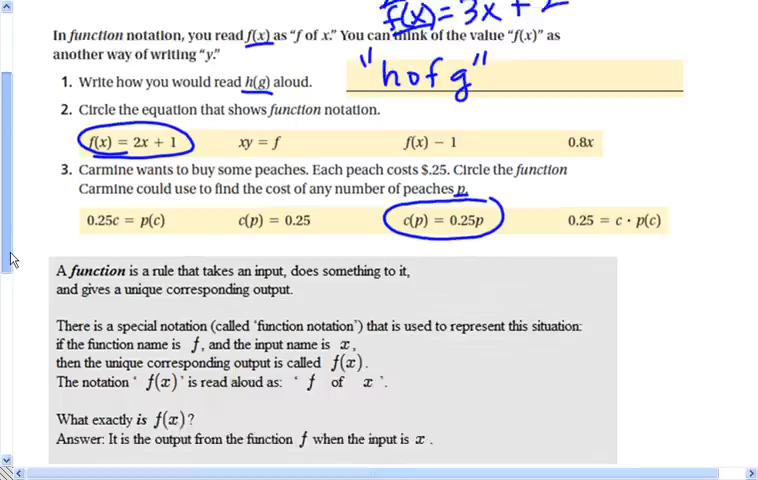 f(x) = 3x +
In function notation, you read f(x) as “f of x.” You can think of the value “f(x)” as
another way of writing “y.”
1. Write how you would read h(g) aloud.
"h of g"
2. Circle the equation that shows function notation.
f(x) = 2x + 1 xy = f f(x) − 1 0.8x
3. Carmine wants to buy some peaches. Each peach costs $.25. Circle the function
Carmine could use to find the cost of any number of peaches p.
0.25c = p(c) c(p) = 0.25 c(p) = 0.25p 0.25 = c · p(c)
A function is a rule that takes an input, does something to it,
and gives a unique corresponding output.
There is a special notation (called ‘function notation’) that is used to represent this situation:
if the function name is f, and the input name is x,
then the unique corresponding output is called f(x).
The notation ‘ f(x)’ is read aloud as: ‘ f of x ’.
What exactly is f(x)?
Answer: It is the output from the function f when the input is x .